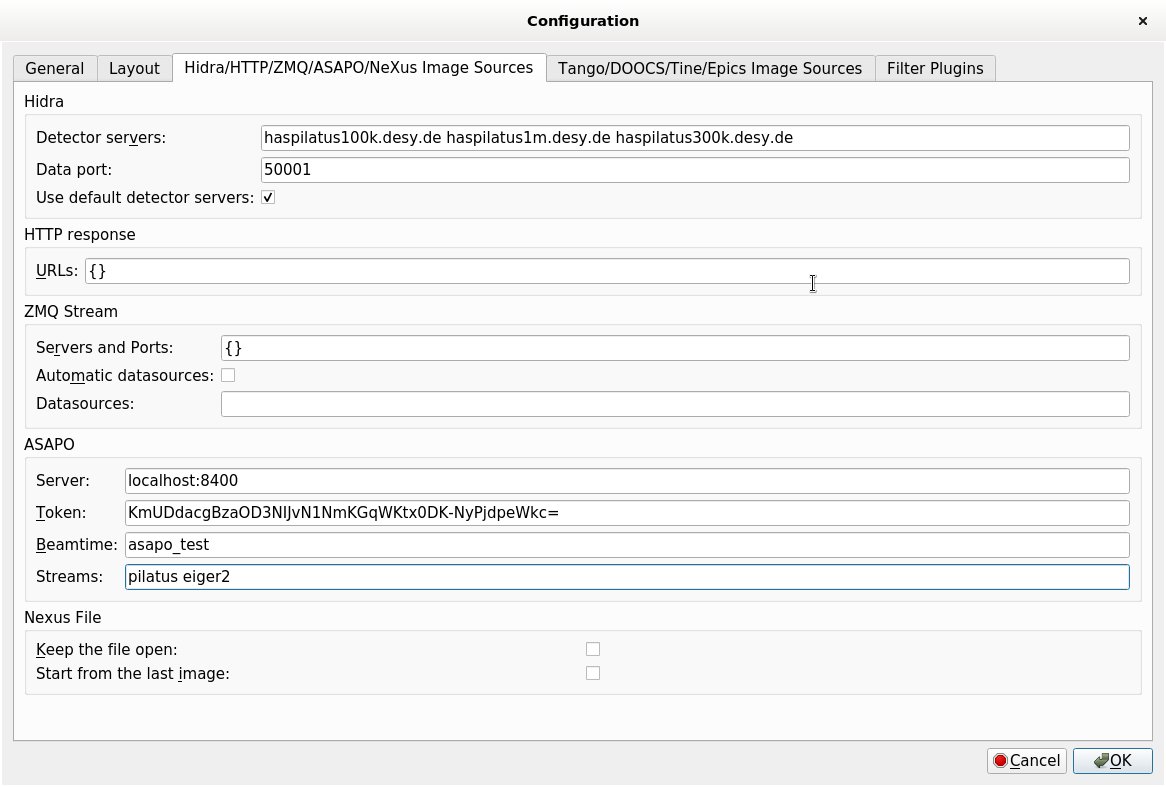 Configuration
General
Layout
Hidra/HTTP/ZMQ/ASAPO/NeXus Image Sources
Tango/DOOCS/Tine/Epics Image Sources
Filter Plugins
Hidra
Detector servers: haspilatus100k.desy.de haspilatus1m.desy.de haspilatus300k.desy.de
Data port: 50001
Use default detector servers:
HTTP response
URLs: {}
ZMQ Stream
Servers and Ports: {}
Automatic datasources:
Datasources:
ASAPO
Server: localhost:8400
Token: KmUDdacgBzaOD3NIJvN1NmKGqWKtx0DK-NyPjdpeWkc=
Beamtime: asapo_test
Streams: pilatus eiger2
Nexus File
Keep the file open:
Start from the last image:
Cancel
OK